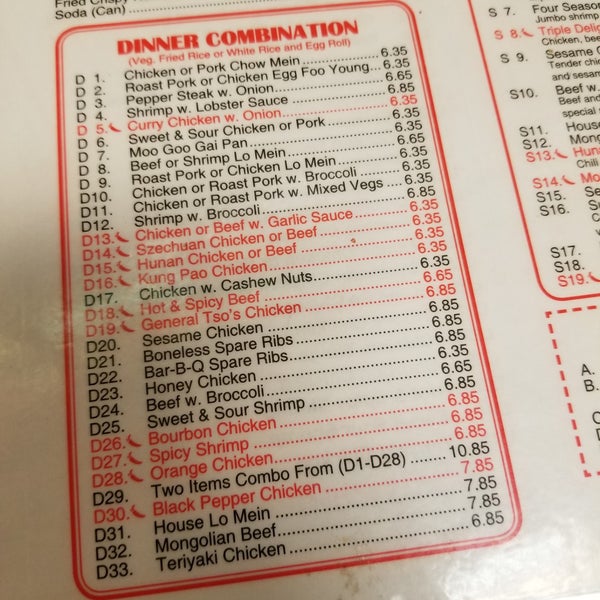 Fried Crispy
Soda (Can)
DINNER COMBINATION
(Veg. Fried Rice or White Rice and Egg Roll)
D 1. Chicken or Pork Chow Mein 6.35
D 2. Roast Pork or Chicken Egg Foo Young 6.35
D 3. Pepper Steak w. Onion 6.65
D 4. Shrimp w. Lobster Sauce 6.85
D 5. Curry Chicken w. Onion 6.35
D 6. Sweet & Sour Chicken or Pork 6.35
D 7. Moo Goo Gai Pan 6.35
D 8. Beef or Shrimp Lo Mein 6.65
D 9. Roast Pork or Chicken Lo Mein 6.35
D10. Chicken or Roast Pork w. Broccoli 6.35
D11. Chicken or Roast Pork w. Mixed Vegs 6.35
D12. Shrimp w. Broccoli 6.85
D13. Chicken or Beef w. Garlic Sauce 6.35
D14. Szechuan Chicken or Beef 6.35
D15. Hunan Chicken or Beef 6.35
D16. Kung Pao Chicken 6.35
D17. Chicken w. Cashew Nuts 6.35
D18. Hot & Spicy Beef 6.65
D19. General Tso's Chicken 6.85
D20. Sesame Chicken 6.85
D21. Boneless Spare Ribs 6.85
D22. Bar-B-Q Spare Ribs 6.85
D23. Honey Chicken 6.35
D24. Beef w. Broccoli 6.85
D25. Sweet & Sour Shrimp 6.85
D26. Bourbon Chicken 6.85
D27. Spicy Shrimp 6.85
D28. Orange Chicken 6.85
D29. Two Items Combo From (D1-D28) 10.85
D30. Black Pepper Chicken 7.85
D31. House Lo Mein 7.85
D32. Mongolian Beef 7.85
D33. Teriyaki Chicken 6.85
S 7. Four Season
Jumbo shrimp
S 8. Triple Deli
Chicken, bee
S 9. Sesame
Tender chick
and sesam
S10. Beef w.
Beef and
special
S11. House
S12. Mong
S13. Huna
Chili
S14. Mo
S15. Se
S16. Su
S17.
S18.
S19.
A.
B.